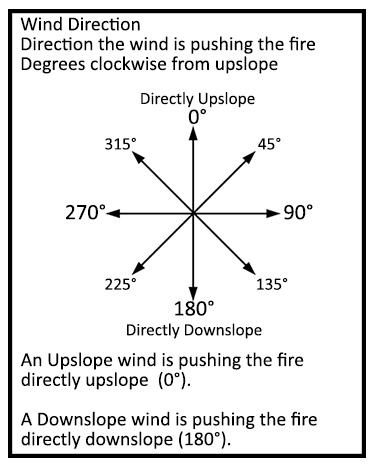 Wind Direction
Direction the wind is pushing the fire
Degrees clockwise from upslope
Directly Upslope
0°
315°
45°
270°
90°
225°
135°
180°
Directly Downslope
An Upslope wind is pushing the fire
directly upslope (0°).
A Downslope wind is pushing the fire
directly downslope (180°).